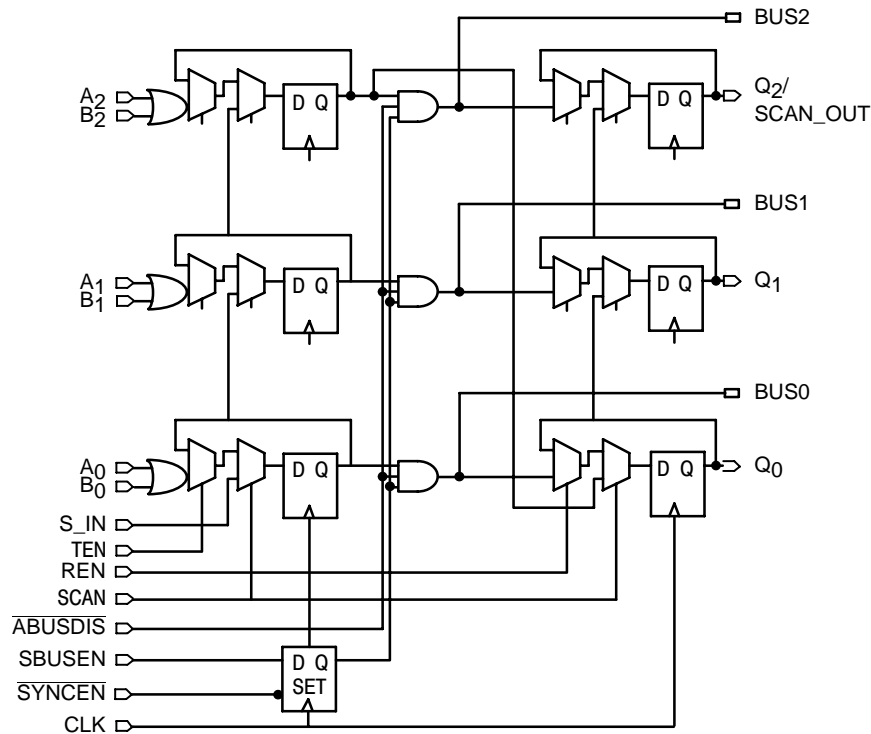 BUS2
A2
B2
D Q
D Q
Q2/
SCAN_OUT
BUS1
A1
B1
D Q
D Q
Q1
BUS0
A0
B0
D Q
D Q
Q0
S_IN
TEN
REN
SCAN
ABUSDIS
SBUSEN
D Q
SET
SYNCEN
CLK